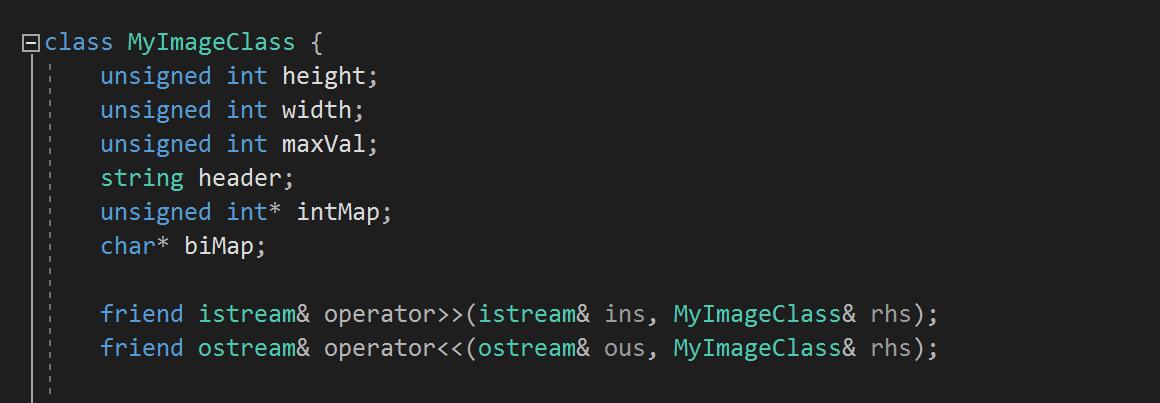 class MyImageClass {
unsigned int height;
unsigned int width;
unsigned int maxVal;
string header;
unsigned int* intMap;
char* biMap;
friend istream& operator>>(istream& ins, MyImageClass& rhs);
friend ostream& operator<<(ostream& ous, MyImageClass& rhs);